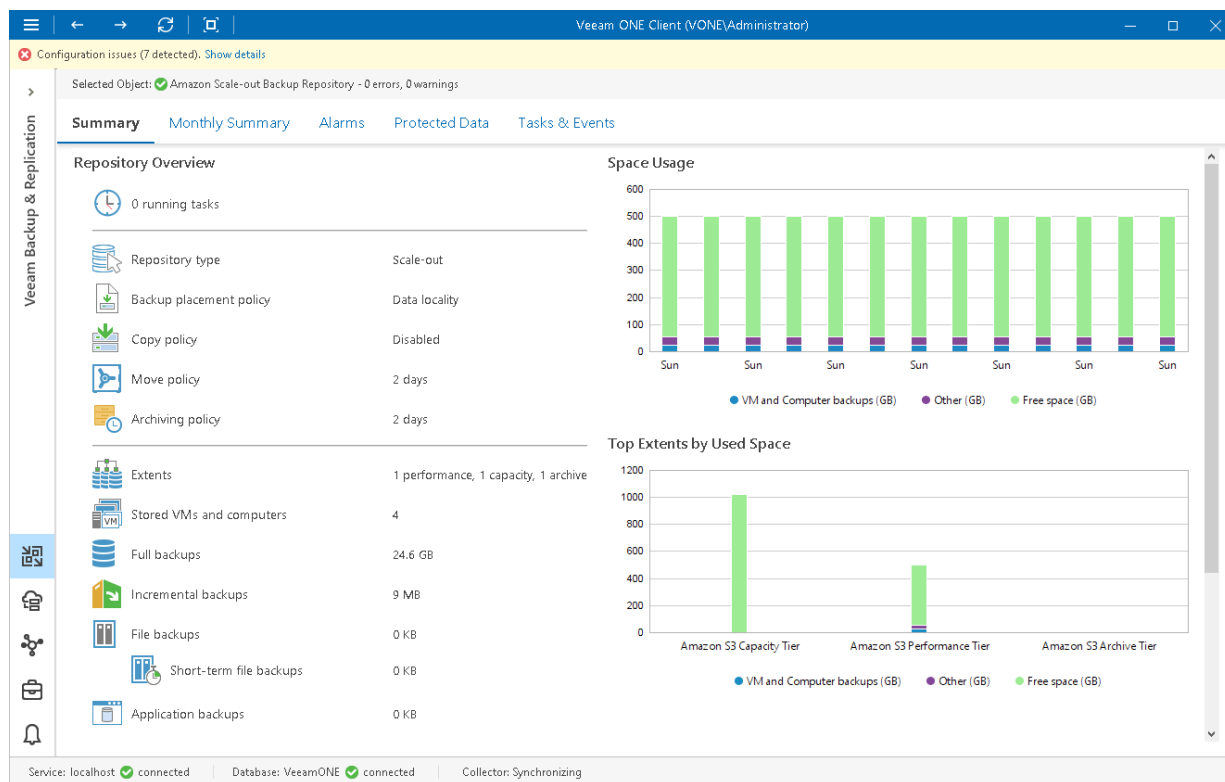 Veeam ONE Client (VONE\Administrator)
Configuration issues (7 detected). Show details
Selected Object: Amazon Scale-out Backup Repository - 0 errors, 0 warnings
Veeam Backup & Replication
Summary Monthly Summary Alarms Protected Data Tasks & Events
Repository Overview
0 running tasks
Repository type Scale-out
Backup placement policy Data locality
Copy policy Disabled
Move policy 2 days
Archiving policy 2 days
Extents 1 performance, 1 capacity, 1 archive
VM
Stored VMs and computers 4
Full backups 24.6 GB
Incremental backups 9 MB
File backups 0 KB
Short-term file backups 0 KB
Application backups 0 KB
Space Usage
600
500
400
300
200
100
0
Sun Sun Sun Sun Sun Sun Sun
VM and Computer backups (GB) Other (GB) Free space (GB)
Top Extents by Used Space
1200
1000
800
600
400
200
0
Amazon S3 Capacity Tier Amazon S3 Performance Tier Amazon S3 Archive Tier
VM and Computer backups (GB) Other (GB) Free space (GB)
Service: localhost connected Database: VeeamONE connected Collector: Synchronizing